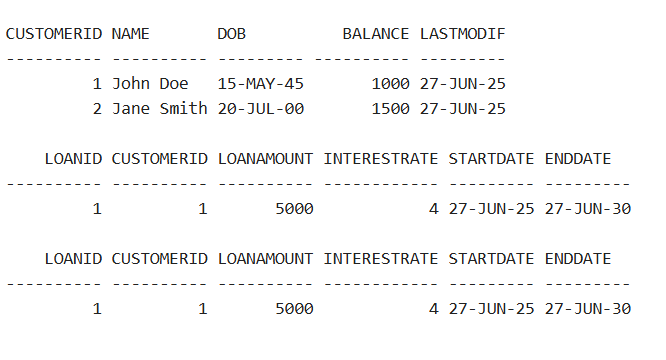 CUSTOMERID NAME       DOB          BALANCE LASTMODIF
---------- ---------- --------- ---------- ---------
         1 John Doe   15-MAY-45       1000 27-JUN-25
         2 Jane Smith 20-JUL-00       1500 27-JUN-25
    LOANID CUSTOMERID LOANAMOUNT INTERESTRATE STARTDATE ENDDATE
---------- ---------- ---------- ------------ --------- ---------
         1          1       5000            4 27-JUN-25 27-JUN-30
    LOANID CUSTOMERID LOANAMOUNT INTERESTRATE STARTDATE ENDDATE
---------- ---------- ---------- ------------ --------- ---------
         1          1       5000            4 27-JUN-25 27-JUN-30